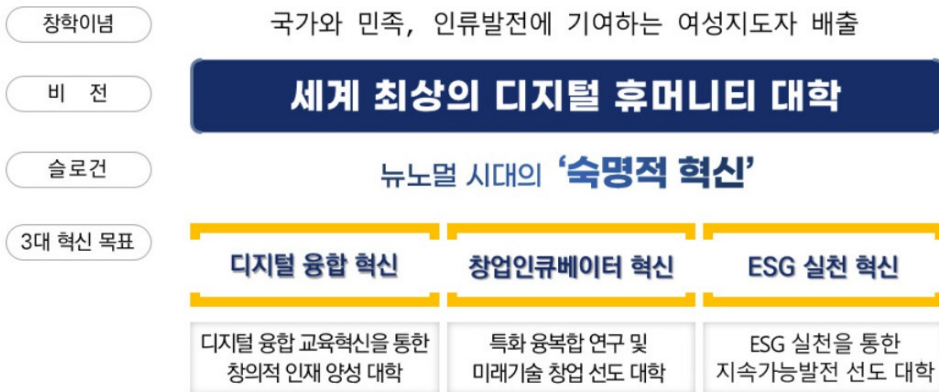 창학이념
국가와 민족, 인류발전에 기여하는 여성지도자 배출
비 전
세계 최상의 디지털 휴머니티 대학
슬로건
뉴노멀 시대의 ‘숙명적 혁신’
3대 혁신 목표
디지털 융합 혁신
창업인큐베이터 혁신
ESG 실천 혁신
디지털 융합 교육혁신을 통한
창의적 인재 양성 대학
특화 융복합 연구 및
미래기술 창업 선도 대학
ESG 실천을 통한
지속가능발전 선도 대학